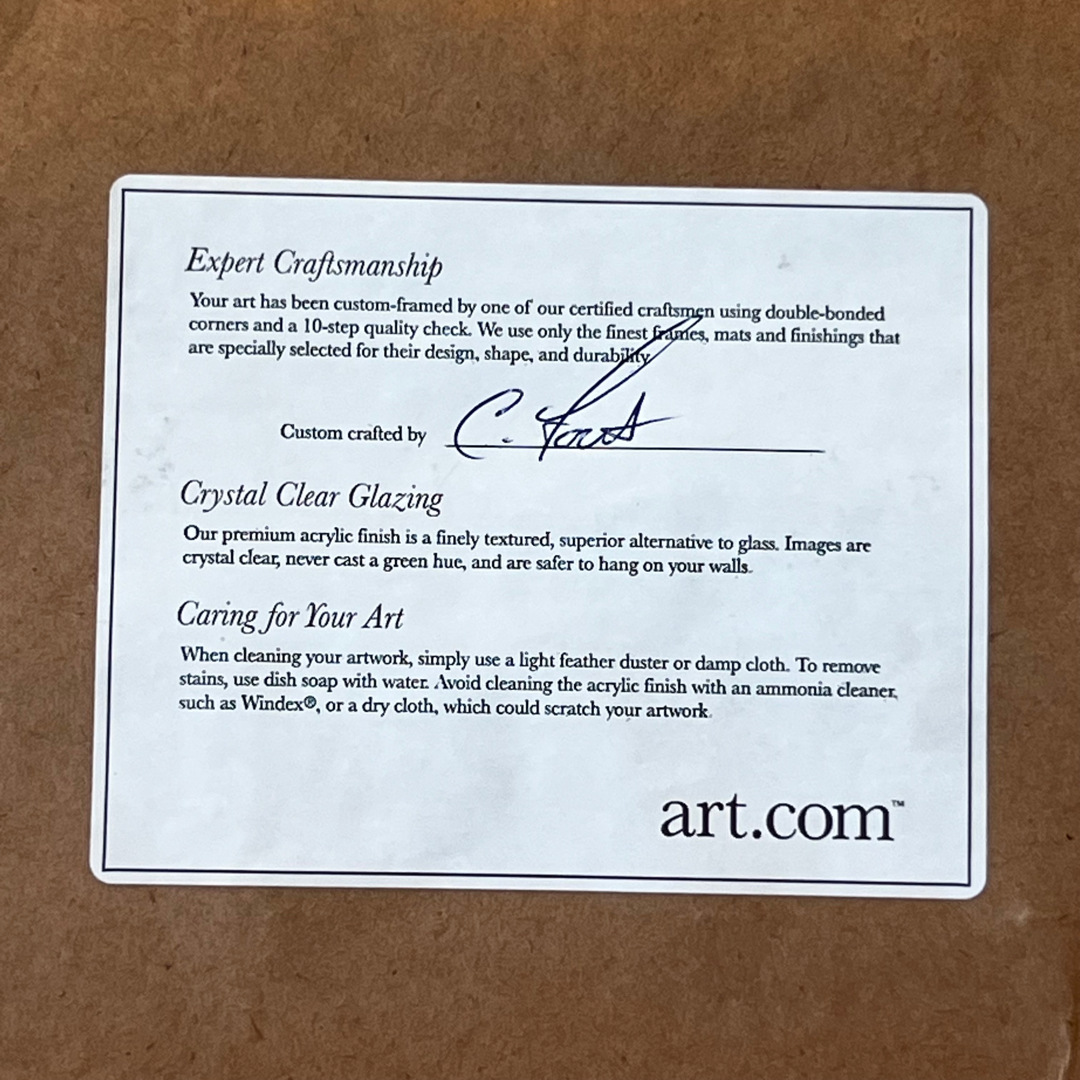 Expert Craftsmanship
Your art has been custom-framed by one of our certified craftsmen using double-bonded
corners and a 10-step quality check. We use only the finest frames, mats and finishings that
are specially selected for their design, shape, and durability.
Custom crafted by C.
Crystal Clear Glazing
Our premium acrylic finish is a finely textured, superior alternative to glass. Images are
crystal clear, never cast a green hue, and are safer to hang on your walls.
Caring for Your Art
When cleaning your artwork, simply use a light feather duster or damp cloth. To remove
stains, use dish soap with water. Avoid cleaning the acrylic finish with an ammonia cleaner,
such as Windex®, or a dry cloth, which could scratch your artwork.
art.com™